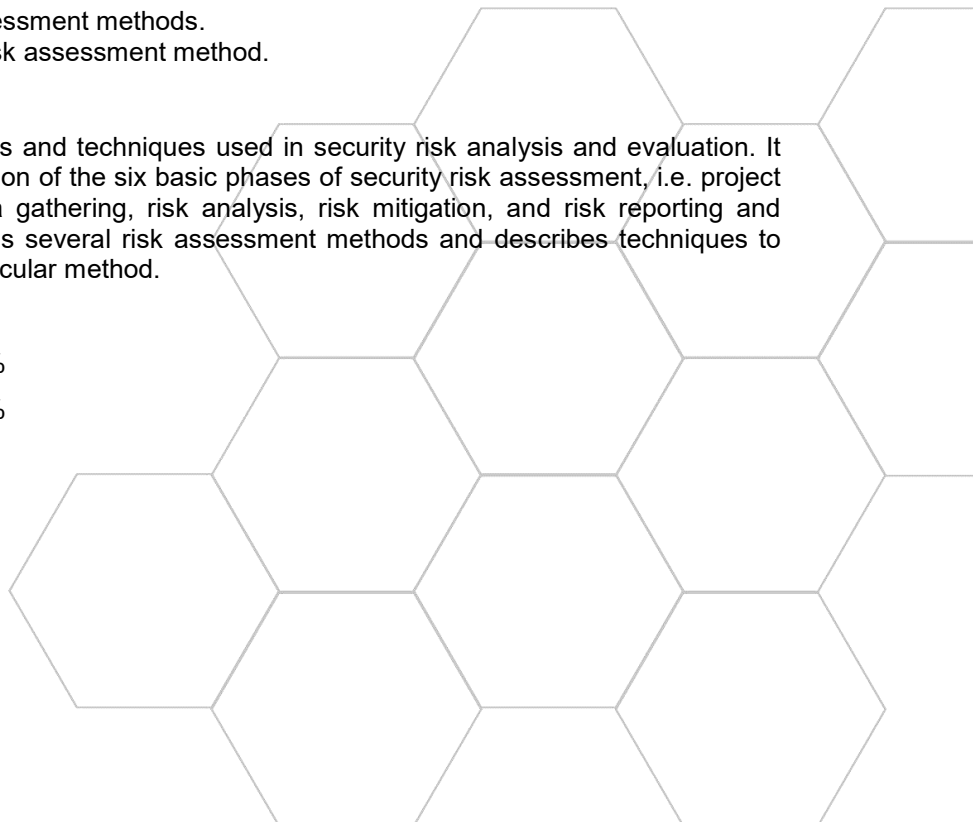 essment methods.
sk assessment method.
s and techniques used in security risk analysis and evaluation. It
on of the six basic phases of security risk assessment, i.e. project
gathering, risk analysis, risk mitigation, and risk reporting and
s several risk assessment methods and describes techniques to
cular method.
%
%